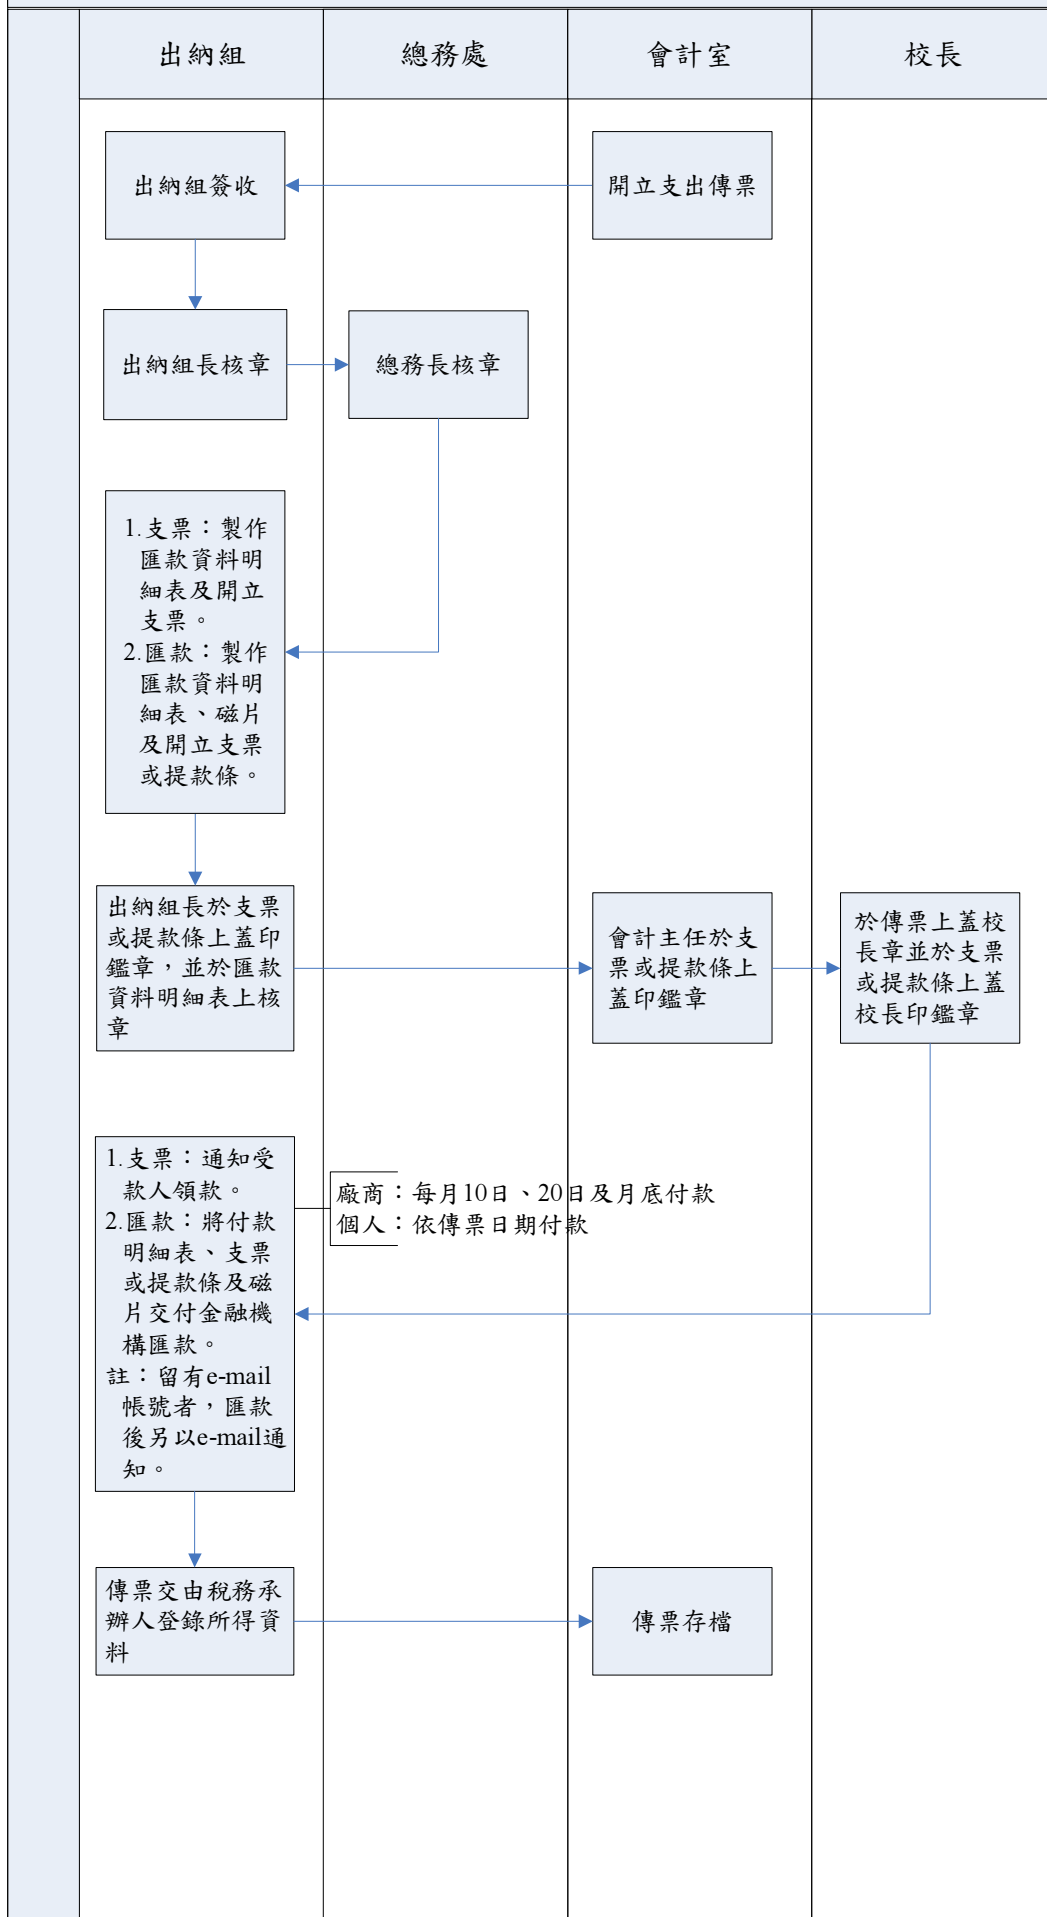 出納組
總務處
會計室
校長
出納組簽收
開立支出傳票
出納組長核章
總務長核章
1.支票：製作
匯款資料明
細表及開立
支票。
2.匯款：製作
匯款資料明
細表、磁片
及開立支票
或提款條。
出納組長於支票
或提款條上蓋印
鑑章，並於匯款
資料明細表上核
章
會計主任於支
票或提款條上
蓋印鑑章
於傳票上蓋校
長章並於支票
或提款條上蓋
校長印鑑章
1.支票：通知受
款人領款。
2.匯款：將付款
明細表、支票
或提款條及磁
片交付金融機
構匯款。
註：留有e-mail
帳號者，匯款
後另以e-mail通
知。
廠商：每月10日、20日及月底付款
個人：依傳票日期付款
傳票交由稅務承
辦人登錄所得資
料
傳票存檔